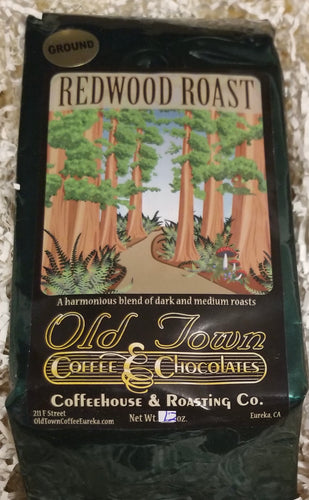 GROUND
REDWOOD ROAST
A harmonious blend of dark and medium roasts
Old Town
COFFEE & CHOCOLATES
COFFEEHOUSE & ROASTING CO.
211 F Street
OldTownCoffeeEureka.com
Net Wt. 12 oz.
Eureka, CA